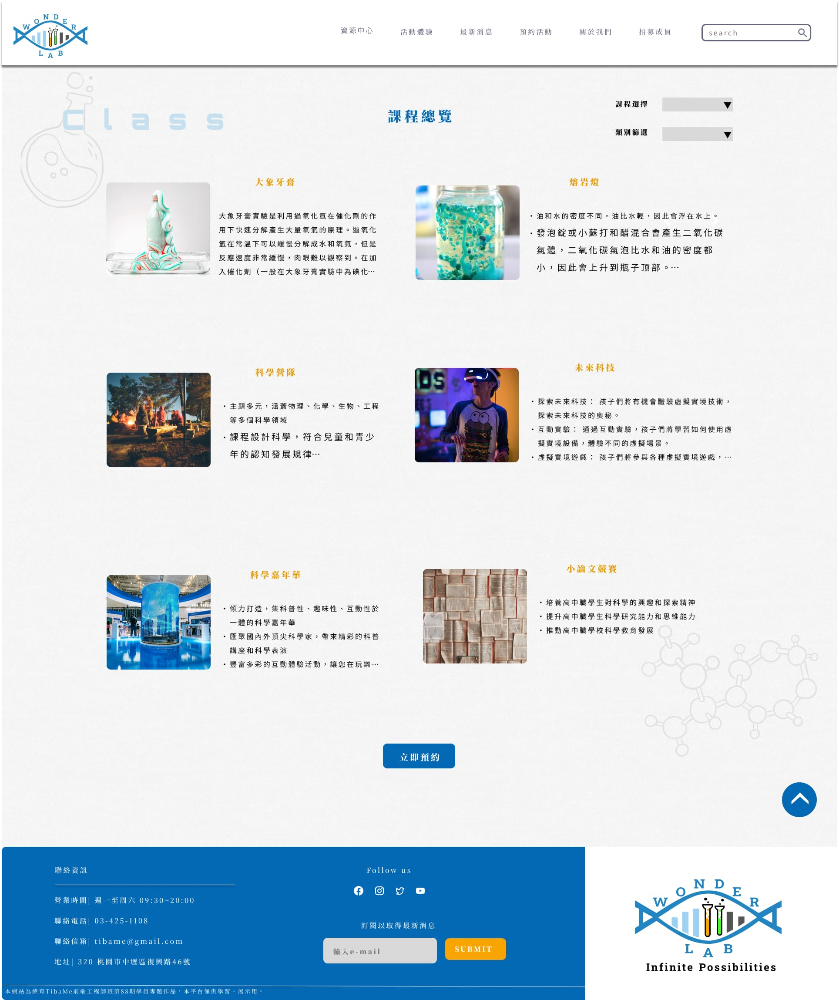 WONDER
LAB
資源中心
活動體驗
最新消息
預約活動
關於我們
招募成員
search
Class
課程總覽
課程選擇
類別篩選
大象牙膏
大象牙膏實驗是利用過氧化氫在催化劑的作
用下快速分解產生大量氧氣的原理。過氧化
氫在常溫下可以緩慢分解成水和氧氣，但是
反應速度非常緩慢，肉眼難以觀察到。在加
入催化劑（一般在大象牙膏實驗中為碘化…
熔岩燈
・油和水的密度不同，油比水輕，因此會浮在水上。
・發泡錠或小蘇打和醋混合會產生二氧化碳
氣體，二氧化碳氣泡比水和油的密度都
小，因此會上升到瓶子顶部。…
科學營隊
・主題多元，涵蓋物理、化學、生物、工程
等多個科學領域
・課程設計科學，符合兒童和青少
年的認知發展規律…
未來科技
・探索未來科技： 孩子們將有機會體驗虛擬實境技術，
探索未來科技的奧秘。
・互動實驗： 通過互動實驗，孩子們將學習如何使用虛
擬實境設備，體驗不同的虛擬場景。
・虛擬實境遊戲： 孩子們將參與各種虛擬實境遊戲，…
科學嘉年華
・傾力打造，集科普性、趣味性、互動性於
一體的科學嘉年華
・匯聚國內外頂尖科學家，帶來精彩的科普
講座和科學表演
・豐富多彩的互動體驗活動，讓您在玩樂…
小論文競賽
・培養高中職學生對科學的興趣和探索精神
・提升高中職學生科學研究能力和思維能力
・推動高中職學校科學教育發展
立即預約
聯絡資訊
營業時間| 週一至周六 09:30~20:00
聯絡電話| 03-425-1108
聯絡信箱| tibame@gmail.com
地址| 320 桃園市中壢區復興路46號
Follow us
訂閱以取得最新消息
輸入e-mail
SUBMIT
本網站為緯育TibaMe前端工程師班第88期學員專題作品，本平台僅供學習、展示用。
WONDER
LAB
Infinite Possibilities